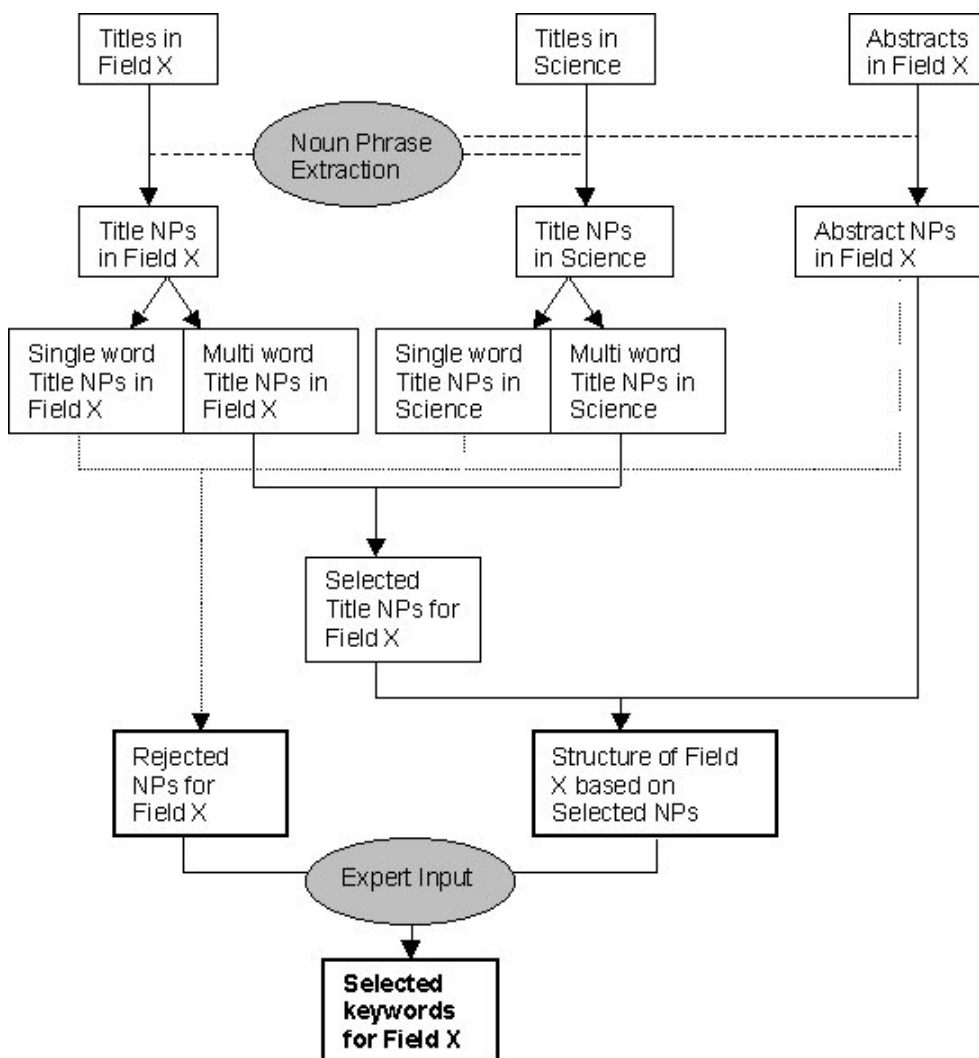 Titles in
Field X
Titles in
Science
Abstracts
in Field X
Noun Phrase
Extraction
Title NPs
in Field X
Title NPs
in Science
Abstract NPs
in Field X
Single word
Title NPs in
Field X
Multi word
Title NPs in
Field X
Single word
Title NPs in
Science
Multi word
Title NPs in
Science
Selected
Title NPs for
Field X
Rejected
NPs for
Field X
Structure of Field
X based on
Selected NPs
Expert Input
Selected
keywords
for Field X